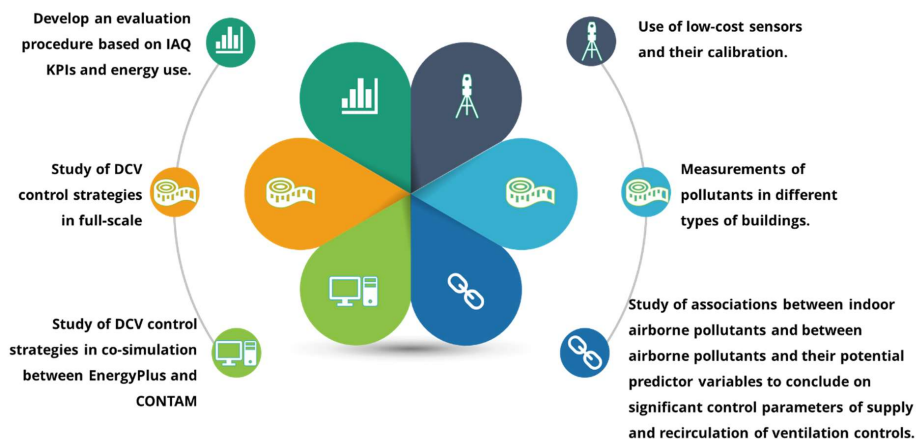 Develop an evaluation
procedure based on IAQ
KPIs and energy use.
Study of DCV
control strategies
in full-scale
Study of DCV control
strategies in co-simulation
between EnergyPlus and
CONTAM
Use of low-cost sensors
and their calibration.
Measurements of
pollutants in different
types of buildings.
Study of associations between indoor
airborne pollutants and between
airborne pollutants and their potential
predictor variables to conclude on
significant control parameters of supply
and recirculation of ventilation controls.